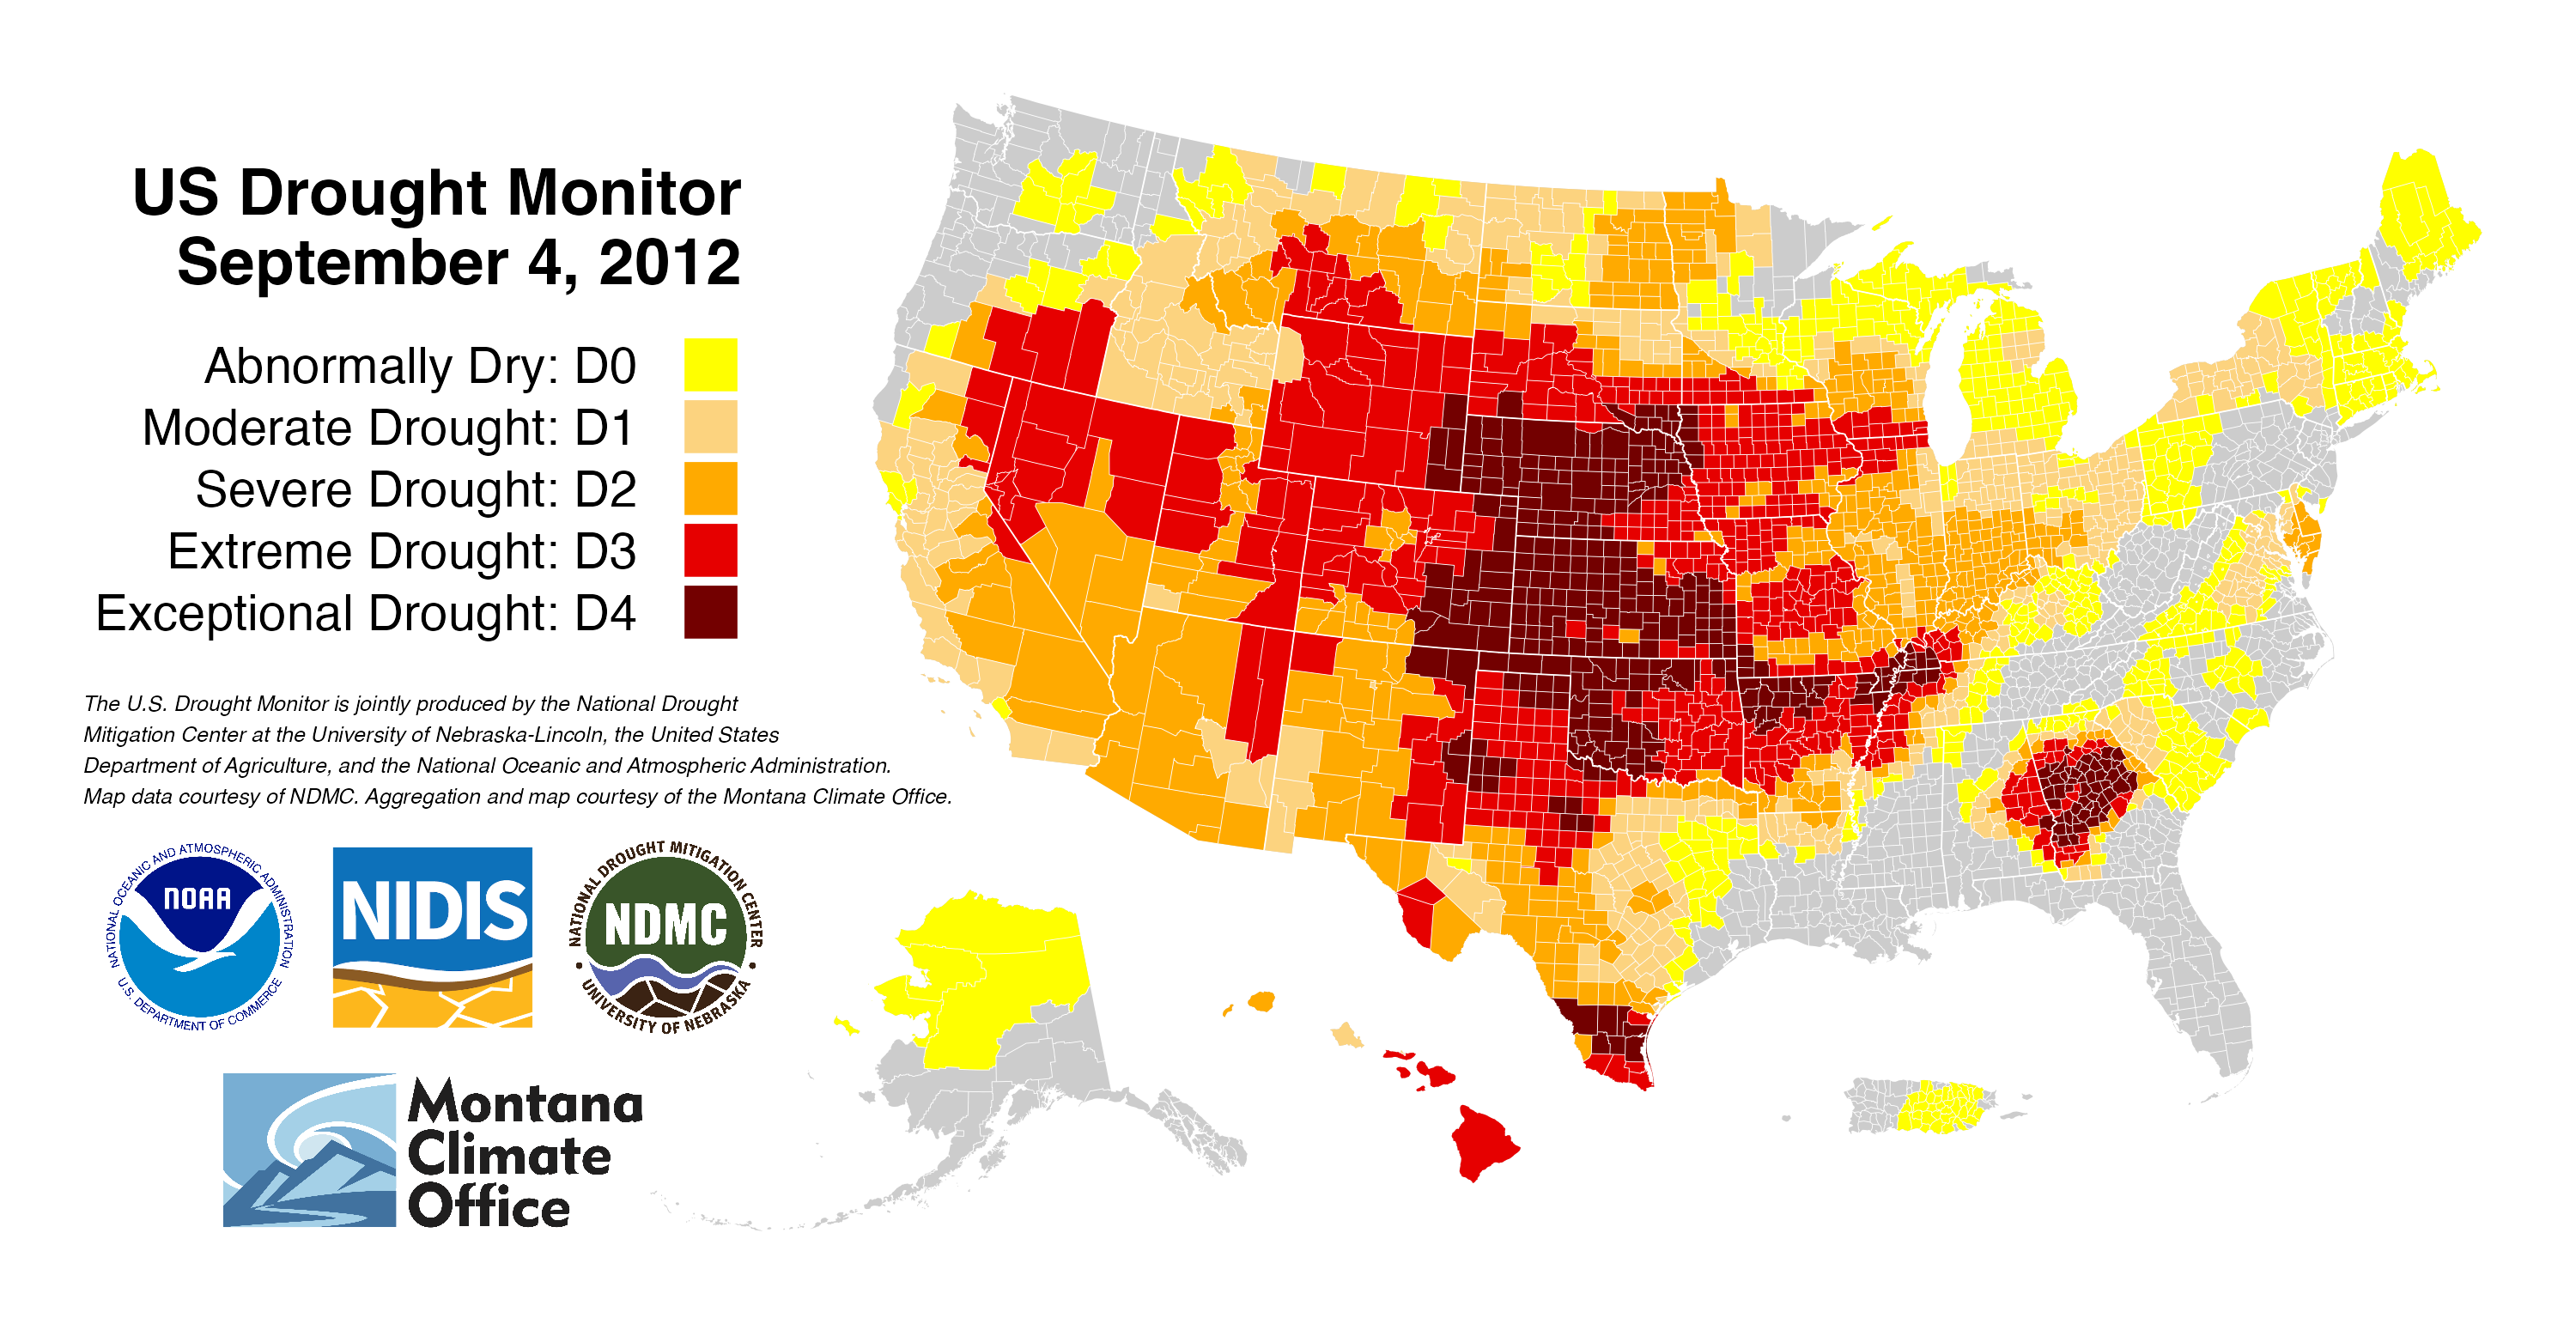 US Drought Monitor
September 4, 2012
Abnormally Dry: D0
Moderate Drought: D1
Severe Drought: D2
Extreme Drought: D3
Exceptional Drought: D4
The U.S. Drought Monitor is jointly produced by the National Drought
Mitigation Center at the University of Nebraska-Lincoln, the United States
Department of Agriculture, and the National Oceanic and Atmospheric Administration.
Map data courtesy of NDMC. Aggregation and map courtesy of the Montana Climate Office.
NATIONAL OCEANIC AND ATMOSPHERIC ADMINISTRATION
NOAA
U.S. DEPARTMENT OF COMMERCE
NIDIS
NATIONAL DROUGHT MITIGATION CENTER
NDMC
UNIVERSITY OF NEBRASKA
Montana
Climate
Office